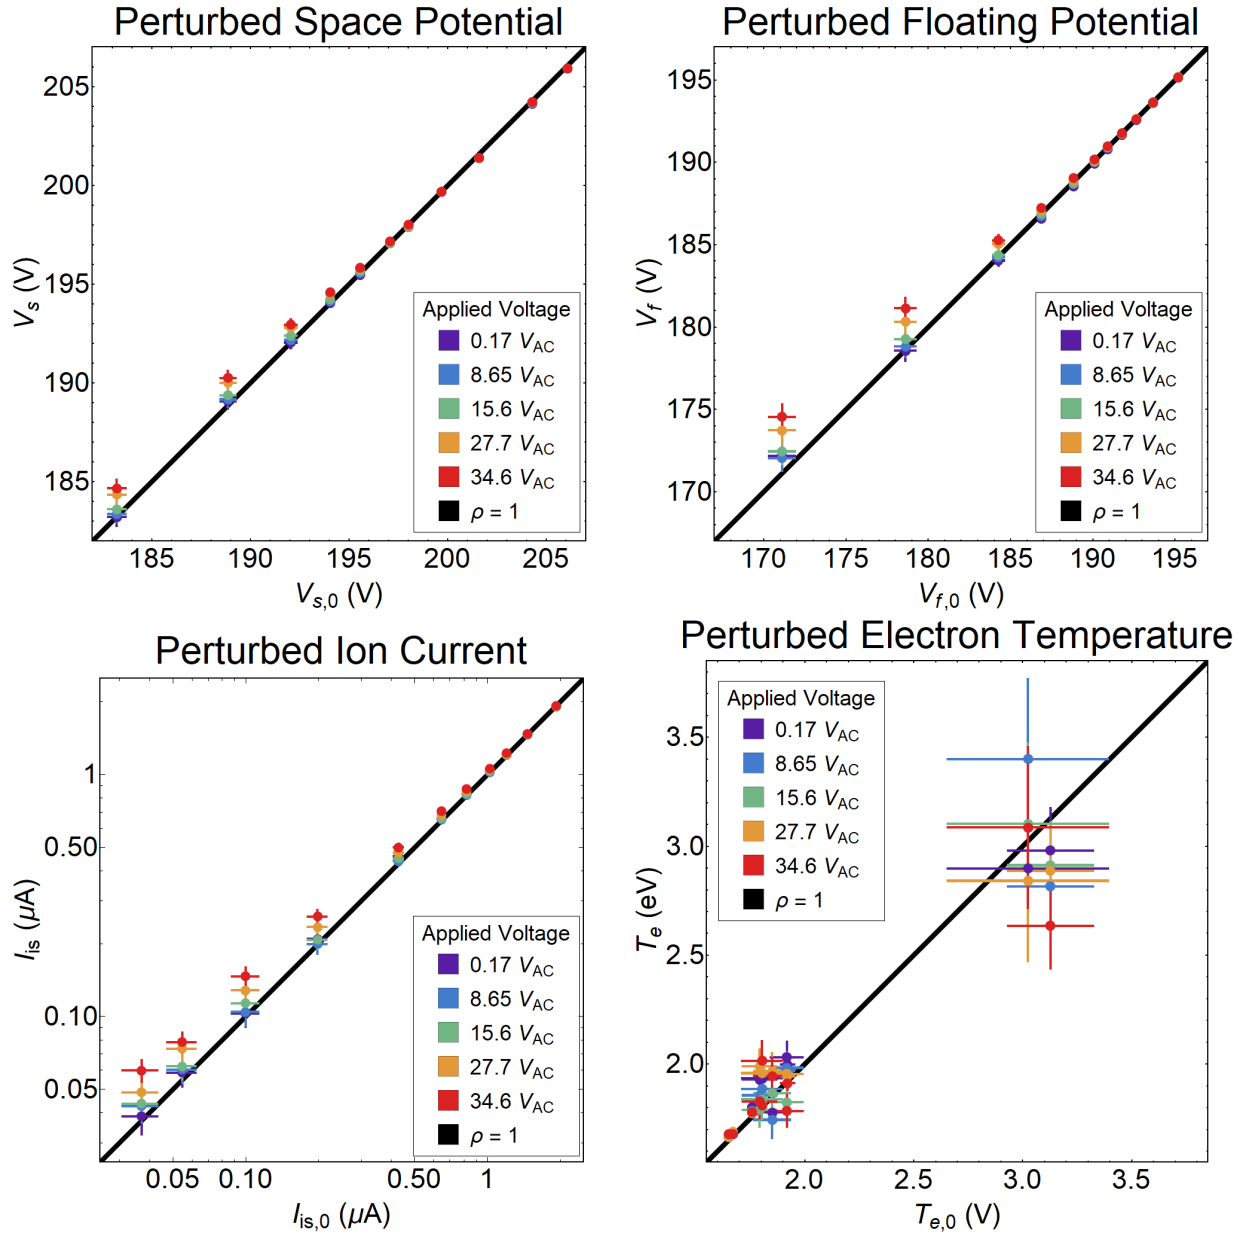 Perturbed Space Potential
205
200
195
190
185
V_s (V)
185 190 195 200 205
V_{s,0} (V)
Applied Voltage
0.17 V_AC
8.65 V_AC
15.6 V_AC
27.7 V_AC
34.6 V_AC
ρ = 1
Perturbed Floating Potential
195
190
185
180
175
170
V_f (V)
170 175 180 185 190 195
V_{f,0} (V)
Applied Voltage
0.17 V_AC
8.65 V_AC
15.6 V_AC
27.7 V_AC
34.6 V_AC
ρ = 1
Perturbed Ion Current
1
0.50
0.10
0.05
I_is (μA)
0.05 0.10 0.50 1
I_{is,0} (μA)
Applied Voltage
0.17 V_AC
8.65 V_AC
15.6 V_AC
27.7 V_AC
34.6 V_AC
ρ = 1
Perturbed Electron Temperature
3.5
3.0
2.5
2.0
T_e (eV)
2.0 2.5 3.0 3.5
T_{e,0} (V)
Applied Voltage
0.17 V_AC
8.65 V_AC
15.6 V_AC
27.7 V_AC
34.6 V_AC
ρ = 1